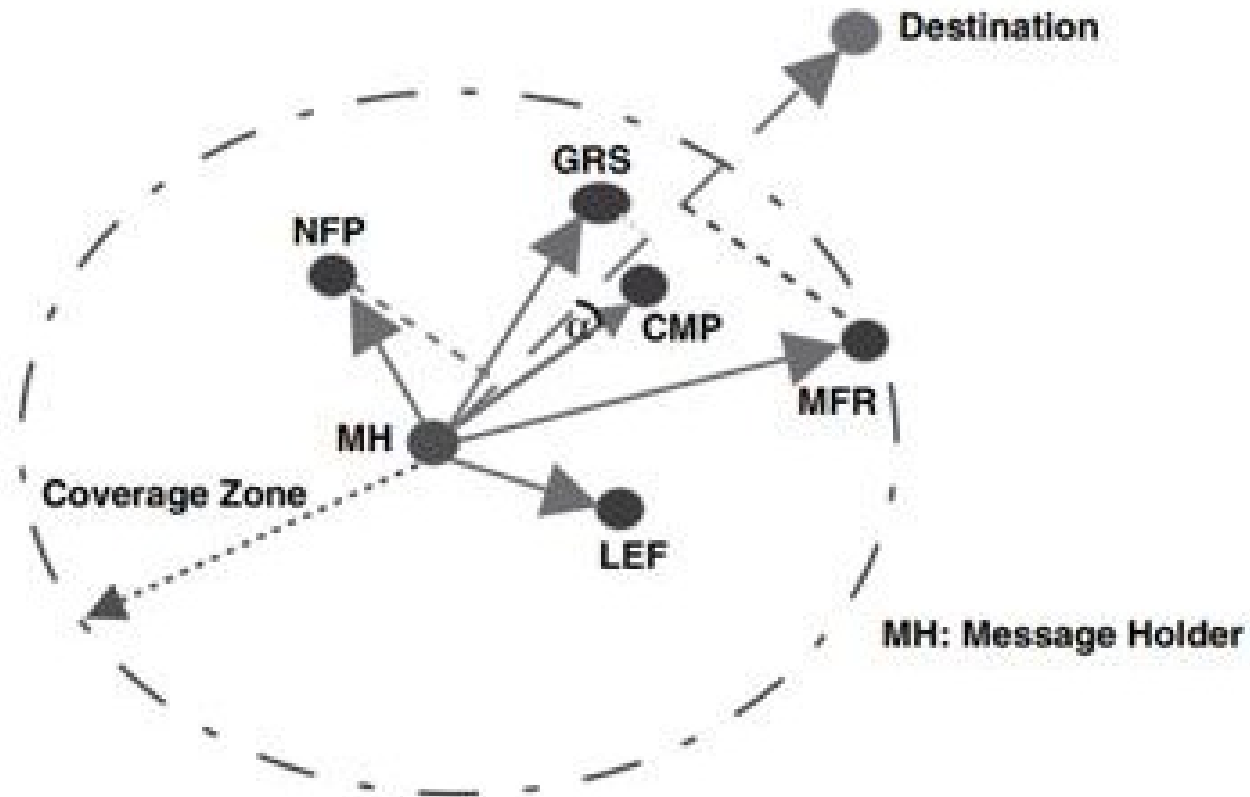 Destination
GRS
NFP
α
CMP
MFR
MH
Coverage Zone
LEF
MH: Message Holder